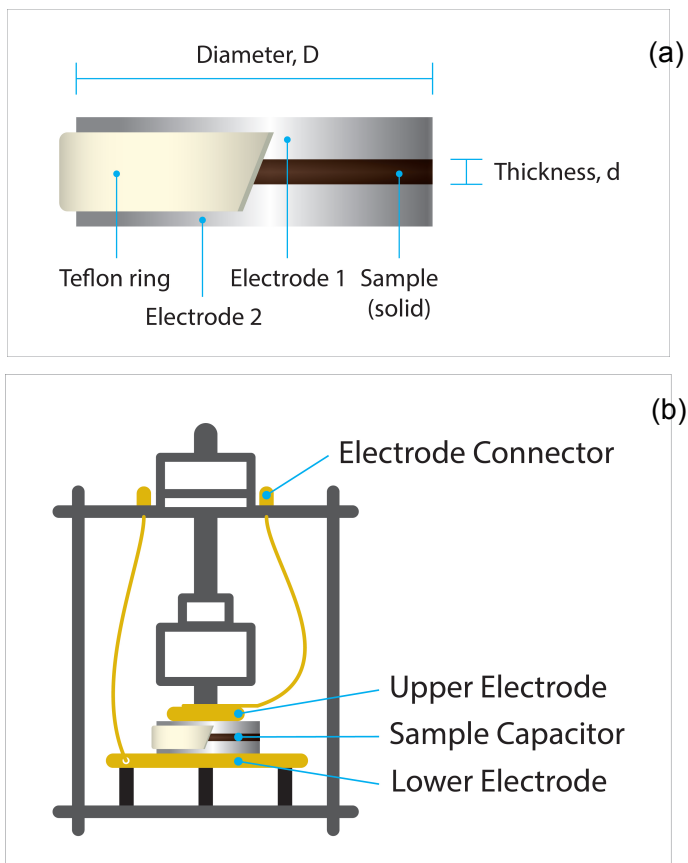 Diameter, D
(a)
Thickness, d
Teflon ring
Electrode 1
Sample
(solid)
Electrode 2
(b)
Electrode Connector
Upper Electrode
Sample Capacitor
Lower Electrode